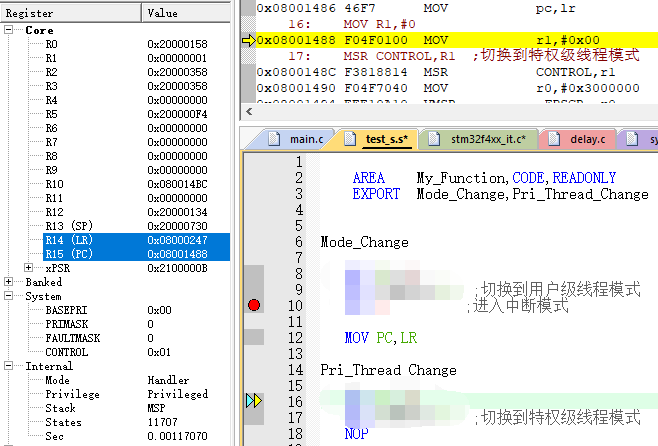 Register Value
Core
R0 0x20000158
R1 0x00000001
R2 0x20000358
R3 0x20000358
R4 0x00000000
R5 0x200000F4
R6 0x00000000
R7 0x00000000
R8 0x00000000
R9 0x00000000
R10 0x080014BC
R11 0x00000000
R12 0x20000134
R13 (SP) 0x20000730
R14 (LR) 0x08000247
R15 (PC) 0x08001488
xPSR 0x2100000B
Banked
System
BASEPRI 0x00
PRIMASK 0
FAULTMASK 0
CONTROL 0x01
Internal
Mode Handler
Privilege Privileged
Stack MSP
States 11707
Sec 0.00117070
0x08001486 46F7 MOV pc,lr
16: MOV R1,#0
0x08001488 F04F0100 MOV r1,#0x00
17: MSR CONTROL,R1 ;切换到特权级线程模式
0x0800148C F3818814 MSR CONTROL,r1
0x08001490 F04F7040 MOV r0,#0x3000000
main.c test_s.s* stm32f4xx_it.c* delay.c sy
1
2 AREA My_Function,CODE,READONLY
3 EXPORT Mode_Change,Pri_Thread_Change
4
5
6 Mode_Change
7
8
9 ;切换到用户级线程模式
10 ;进入中断模式
11
12 MOV PC,LR
13
14 Pri_Thread Change
15
16
17 ;切换到特权级线程模式
18 NOP